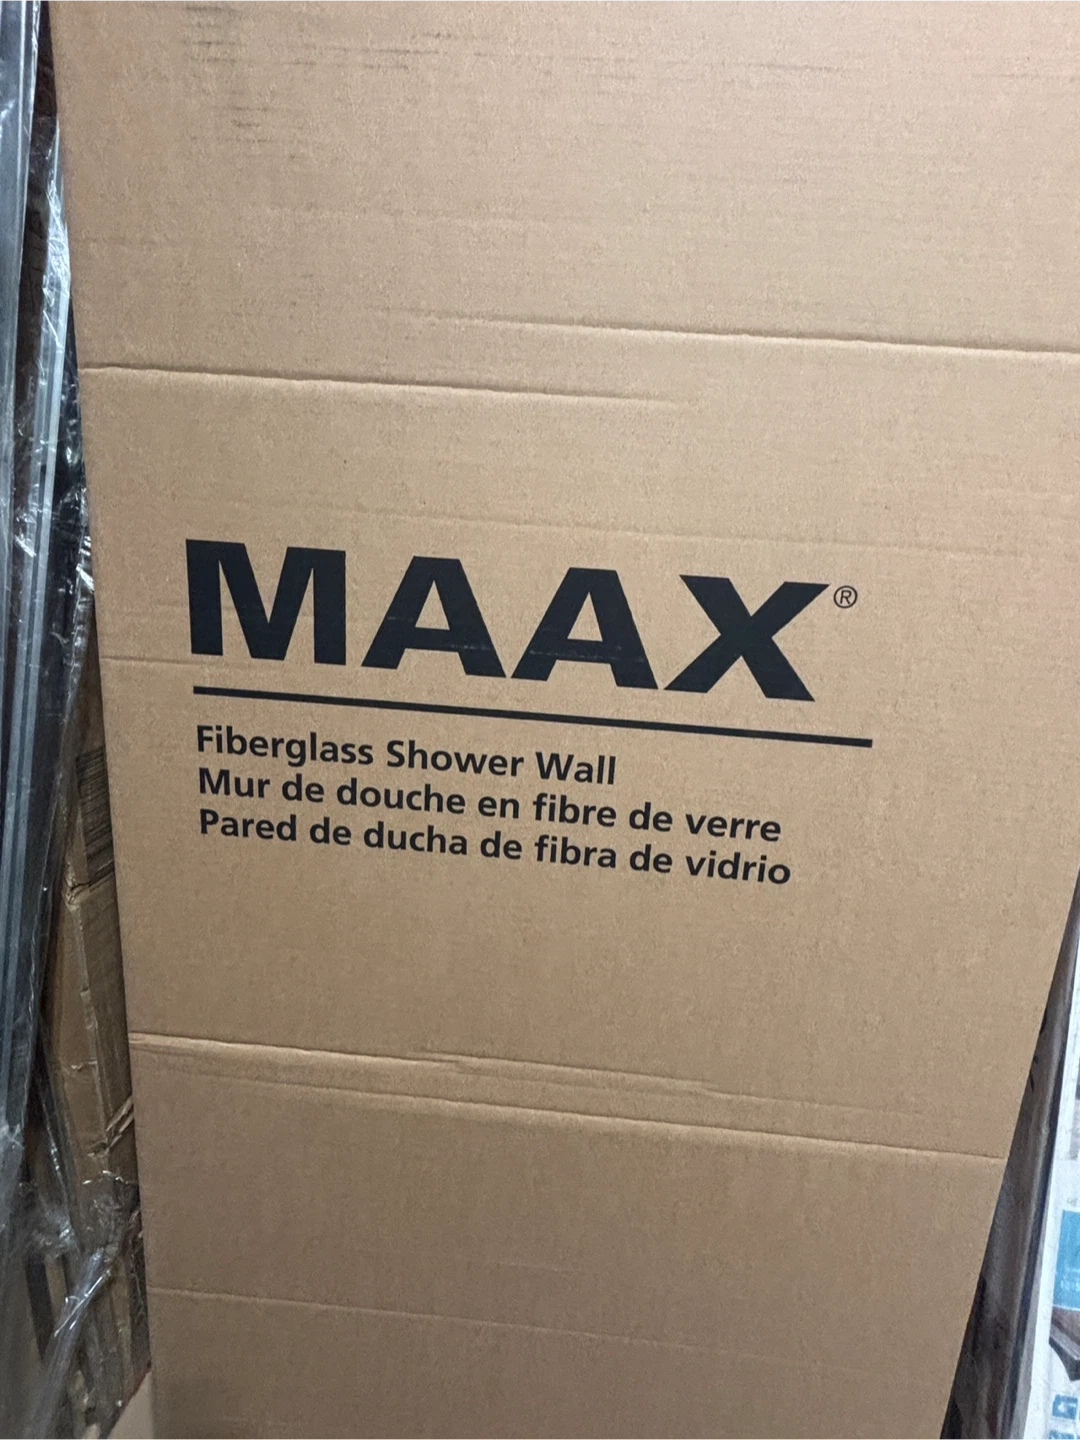 MAAX®
Fiberglass Shower Wall
Mur de douche en fibre de verre
Pared de ducha de fibra de vidrio